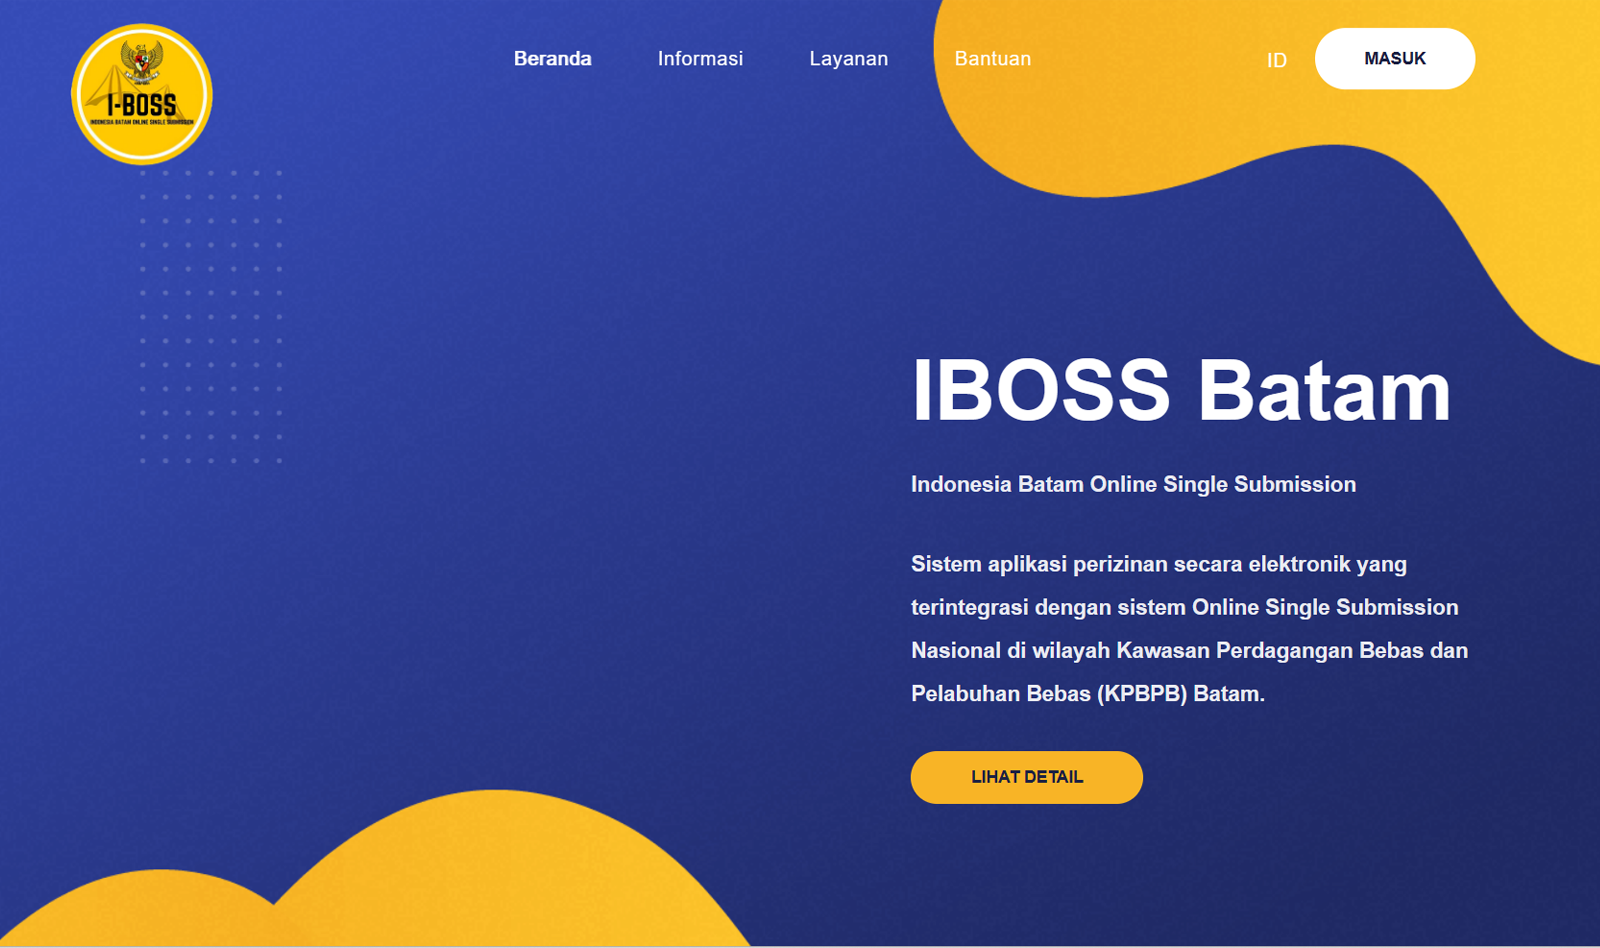 I-BOSS
INDONESIA BATAM ONLINE SINGLE SUBMISSION
Beranda
Informasi
Layanan
Bantuan
ID
MASUK
IBOSS Batam
Indonesia Batam Online Single Submission
Sistem aplikasi perizinan secara elektronik yang
terintegrasi dengan sistem Online Single Submission
Nasional di wilayah Kawasan Perdagangan Bebas dan
Pelabuhan Bebas (KPBPB) Batam.
LIHAT DETAIL